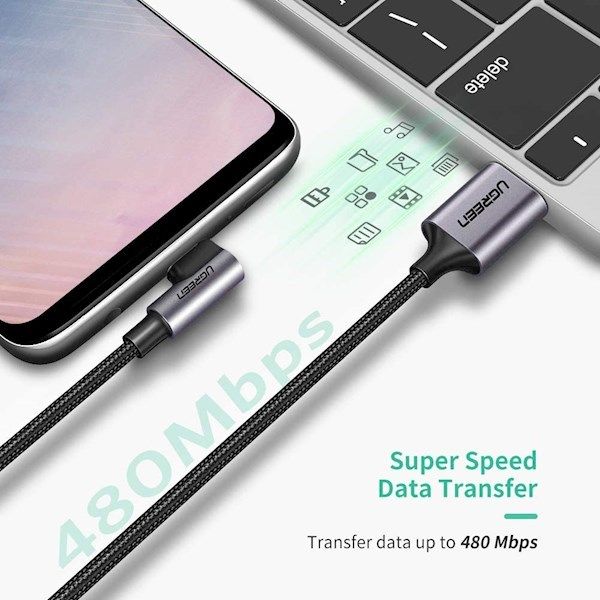 delete
UGREEN
UGREEN
480Mbps
Super Speed
Data Transfer
Transfer data up to 480 Mbps